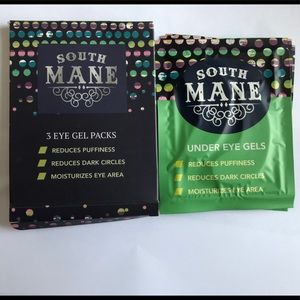 SOUTH
MANE
3 EYE GEL PACKS
REDUCES PUFFINESS
REDUCES DARK CIRCLES
MOISTURIZES EYE AREA
SOUTH
MANE
UNDER EYE GELS
REDUCES PUFFINESS
REDUCES DARK CIRCLES
MOISTURIZES EYE AREA